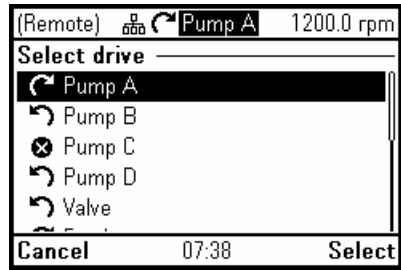 (Remote) Pump A 1200.0 rpm
Select drive
Pump A
Pump B
Pump C
Pump D
Valve
Cancel 07:38 Select